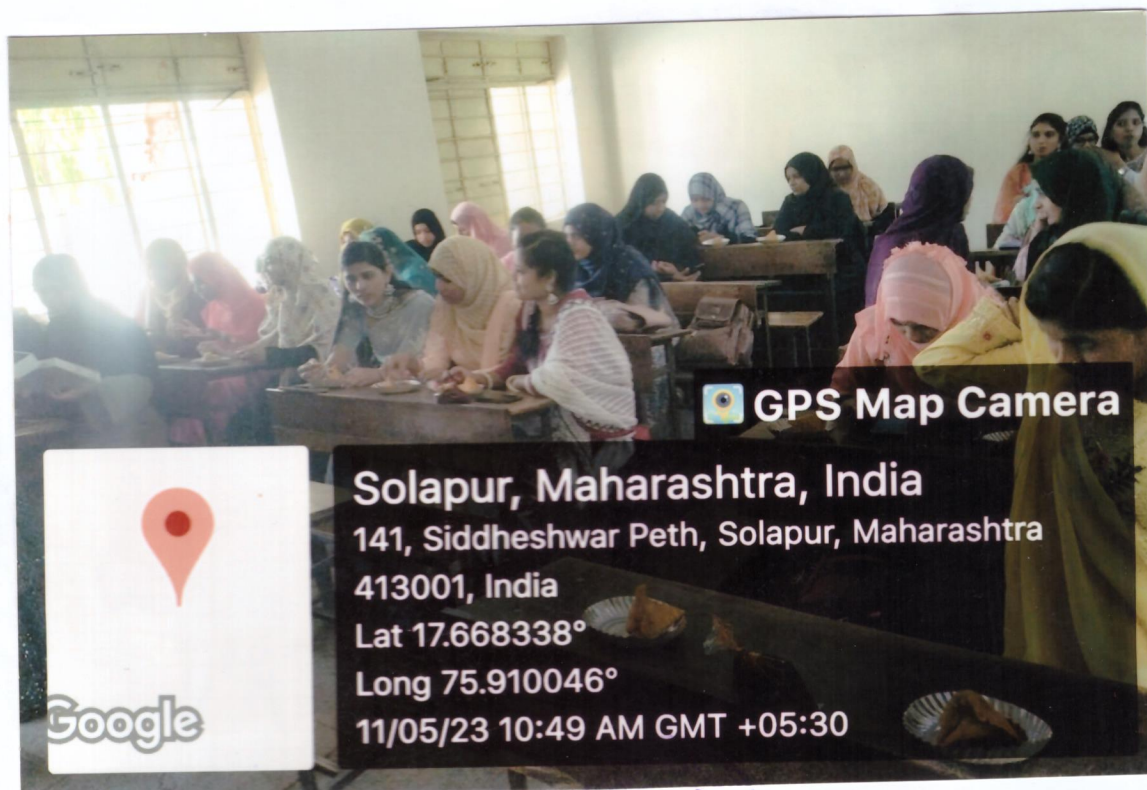 GPS Map Camera
Solapur, Maharashtra, India
141, Siddheshwar Peth, Solapur, Maharashtra
413001, India
Lat 17.668338°
Long 75.910046°
11/05/23 10:49 AM GMT +05:30
Google